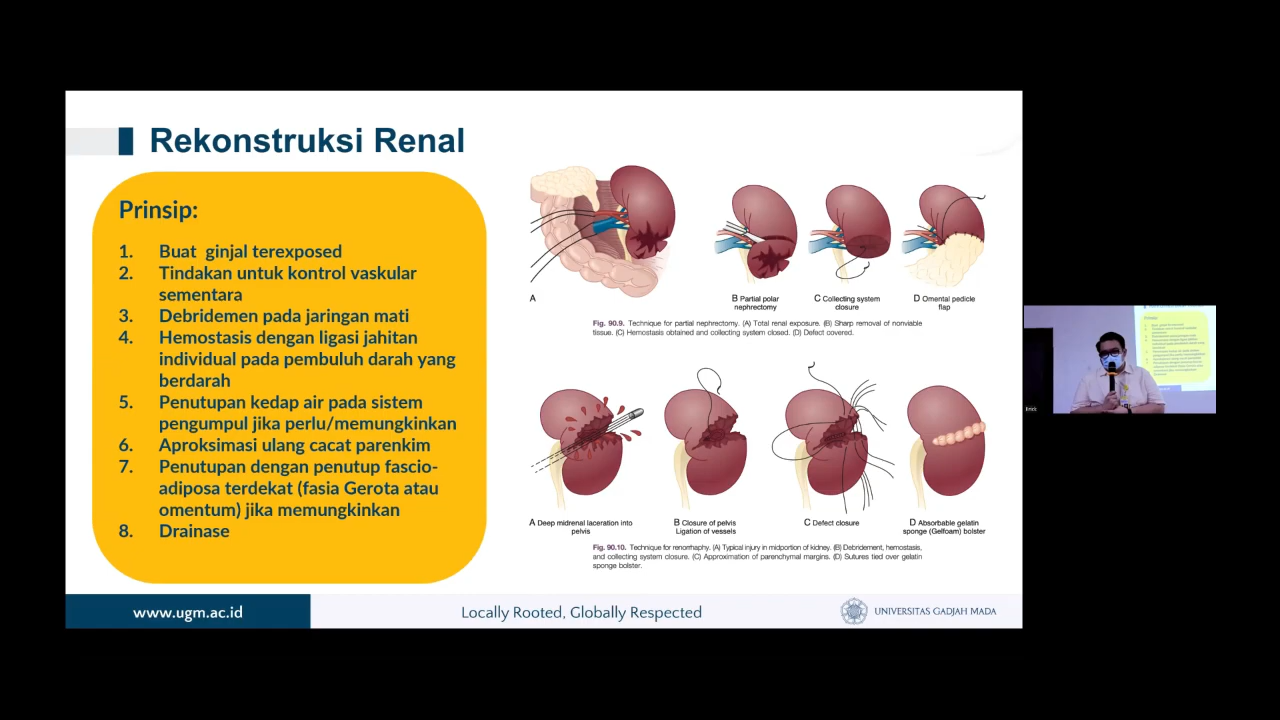 Rekonstruksi Renal
Prinsip:
1. Buat ginjal terexposed
2. Tindakan untuk kontrol vaskular
sementara
3. Debridemen pada jaringan mati
4. Hemostasis dengan ligasi jahitan
individual pada pembuluh darah yang
berdarah
5. Penutupan kedap air pada sistem
pengumpul jika perlu/memungkinkan
6. Aproksimasi ulang cacat parenkim
7. Penutupan dengan penutup fascio-
adiposa terdekat (fasia Gerota atau
omentum) jika memungkinkan
8. Drainase
A
B Partial polar
nephrectomy
C Collecting system
closure
D Omental pedicle
flap
Fig. 90.9. Technique for partial nephrectomy. (A) Total renal exposure. (B) Sharp removal of nonviable
tissue. (C) Hemostasis obtained and collecting system closed. (D) Defect covered.
A Deep midrenal laceration into
pelvis
B Closure of pelvis
Ligation of vessels
C Defect closure
D Absorbable gelatin
sponge (Gelfoam) bolster
Fig. 90.10. Technique for renorrhaphy. (A) Typical injury in midportion of kidney. (B) Debridement, hemostasis,
and collecting system closure. (C) Approximation of parenchymal margins. (D) Sutures tied over gelatin
sponge bolster.
www.ugm.ac.id
Locally Rooted, Globally Respected
UNIVERSITAS GADJAH MADA
Erick
Prinsip: